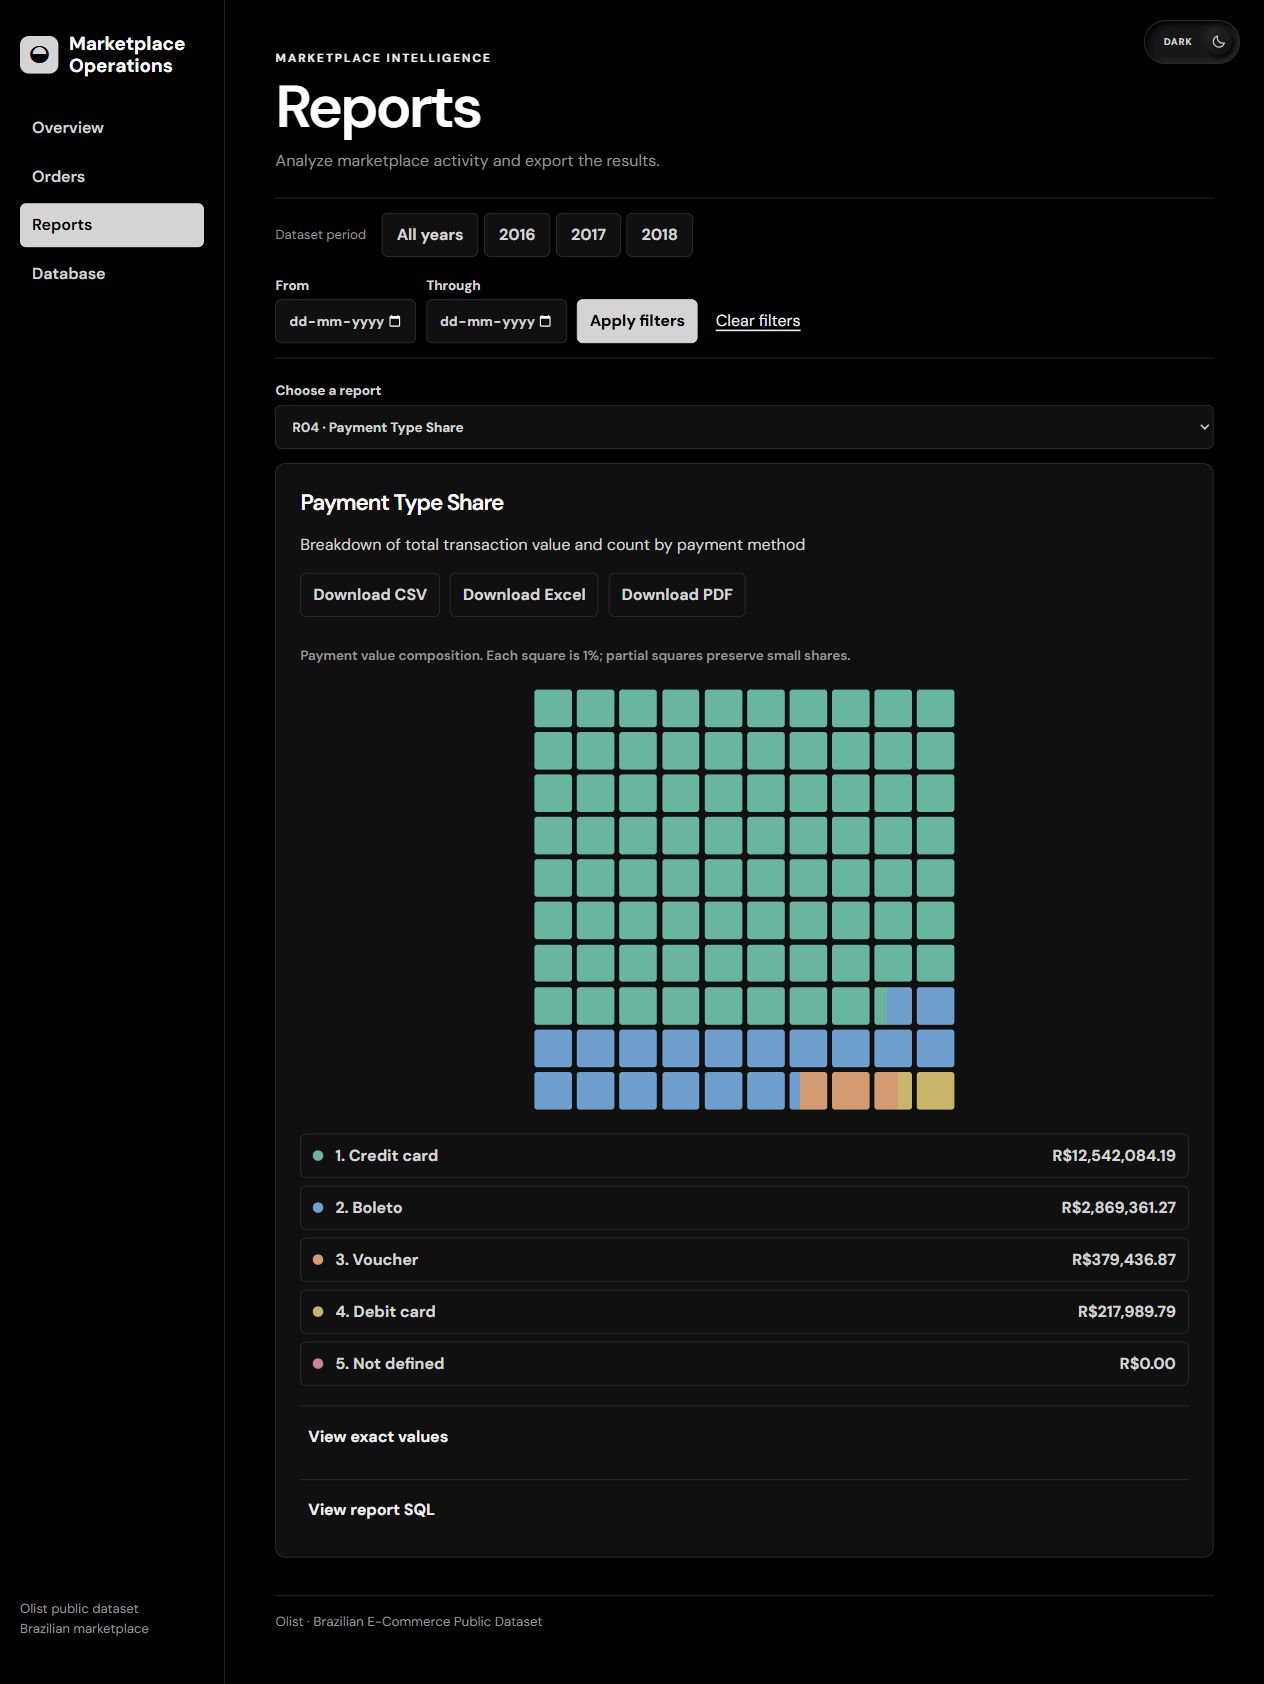 Marketplace
Operations
Overview
Orders
Reports
Database
Olist public dataset
Brazilian marketplace
DARK
MARKETPLACE INTELLIGENCE
Reports
Analyze marketplace activity and export the results.
Dataset period All years 2016 2017 2018
From Through
dd-mm-yyyy dd-mm-yyyy Apply filters Clear filters
Choose a report
R04 · Payment Type Share
Payment Type Share
Breakdown of total transaction value and count by payment method
Download CSV Download Excel Download PDF
Payment value composition. Each square is 1%; partial squares preserve small shares.
1. Credit card R$12,542,084.19
2. Boleto R$2,869,361.27
3. Voucher R$379,436.87
4. Debit card R$217,989.79
5. Not defined R$0.00
View exact values
View report SQL
Olist · Brazilian E-Commerce Public Dataset